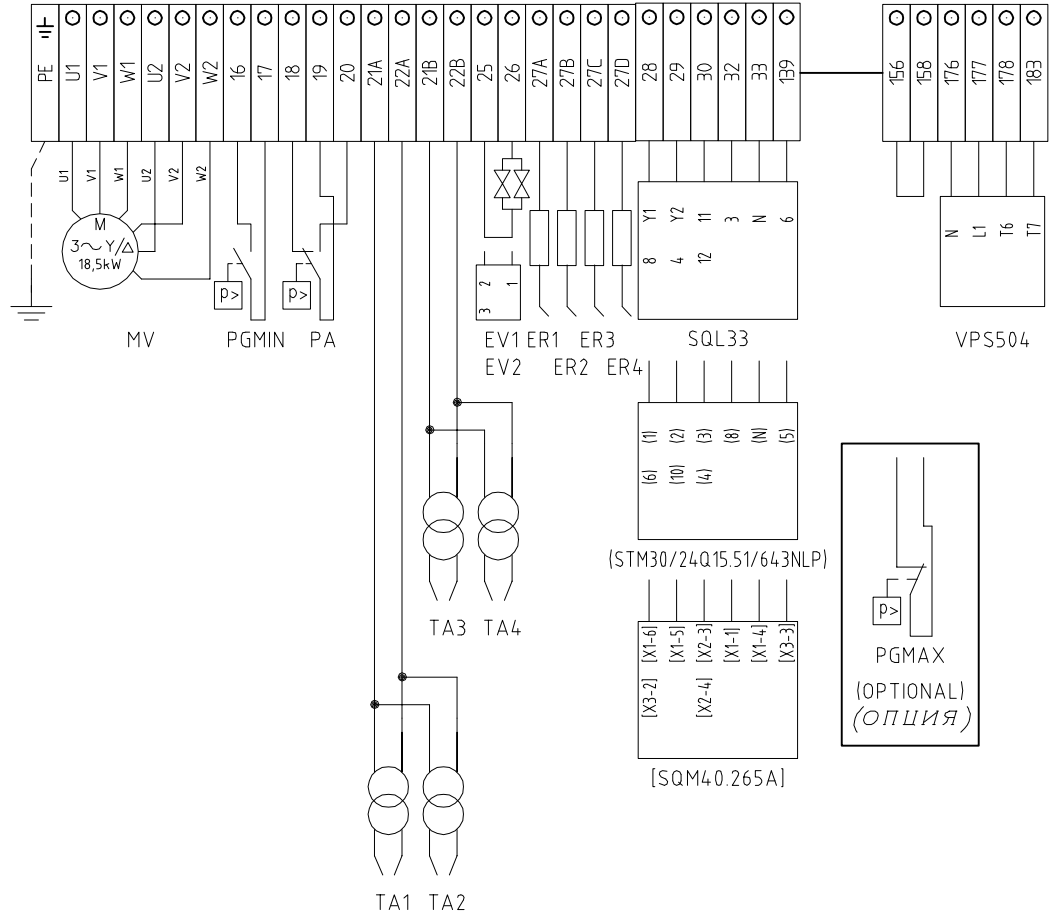 PE U1 V1 W1 U2 V2 W2 16 17 18 19 20 21A 22A 21B 22B 25 26 27A 27B 27C 27D 28 29 30 32 33 139 156 158 176 177 178 183
U1 V1 W1 U2 V2 W2
M
3~ Y/△
18,5kW
p>
p>
2 1
3
Y1 Y2 11 3 N 6
8 4 12
N L1 T6 T7
MV PGMIN PA EV1 ER1 ER3 SQL33 VPS504
EV2 ER2 ER4
(1) (2) (3) (8) (N) (5)
(6) (10) (4)
(STM30/24Q15.51/643NLP)
p>
TA3 TA4
[X1-6] [X1-5] [X2-3] [X1-1] [X1-4] [X3-3]
[X3-2] [X2-4]
PGMAX
(OPTIONAL)
(ОПЦИЯ)
[SQM40.265A]
TA1 TA2